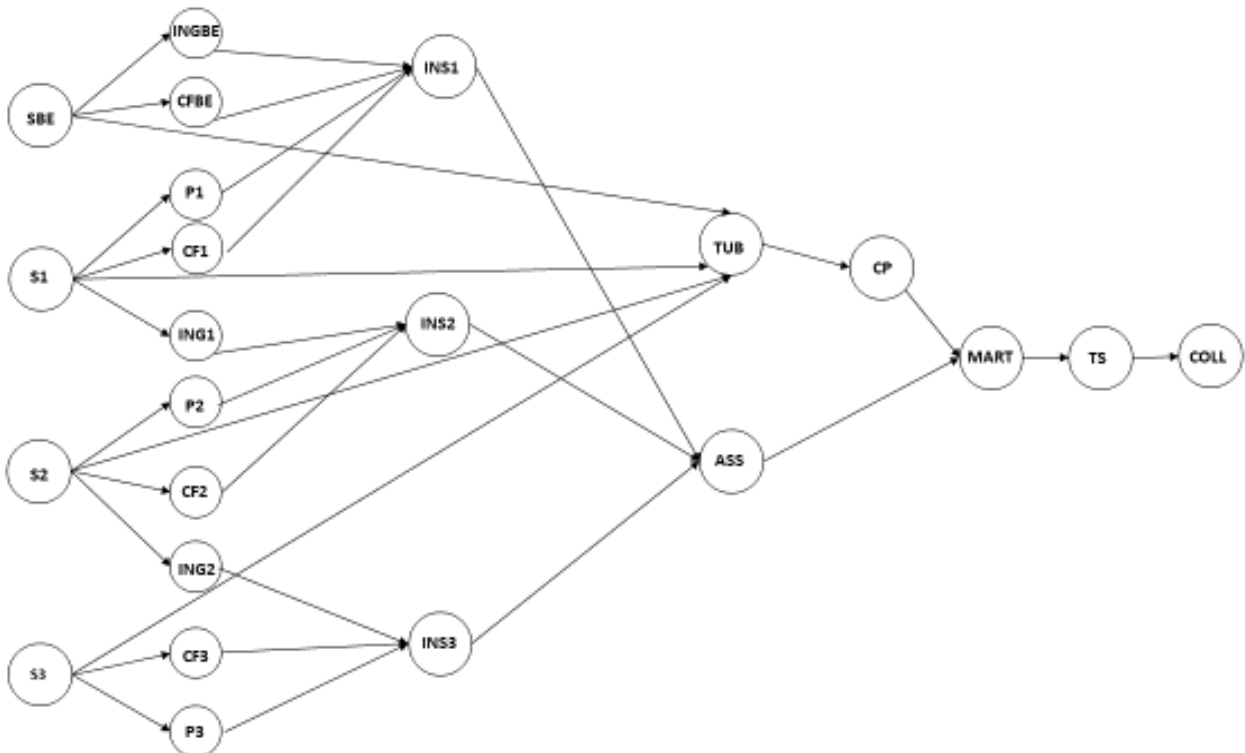 INGBE
INS1
CFBE
SBE
P1
CF1
TUB
CP
S1
ING1
INS2
MART
TS
COLL
P2
ASS
S2
CF2
ING2
INS3
CF3
S3
P3